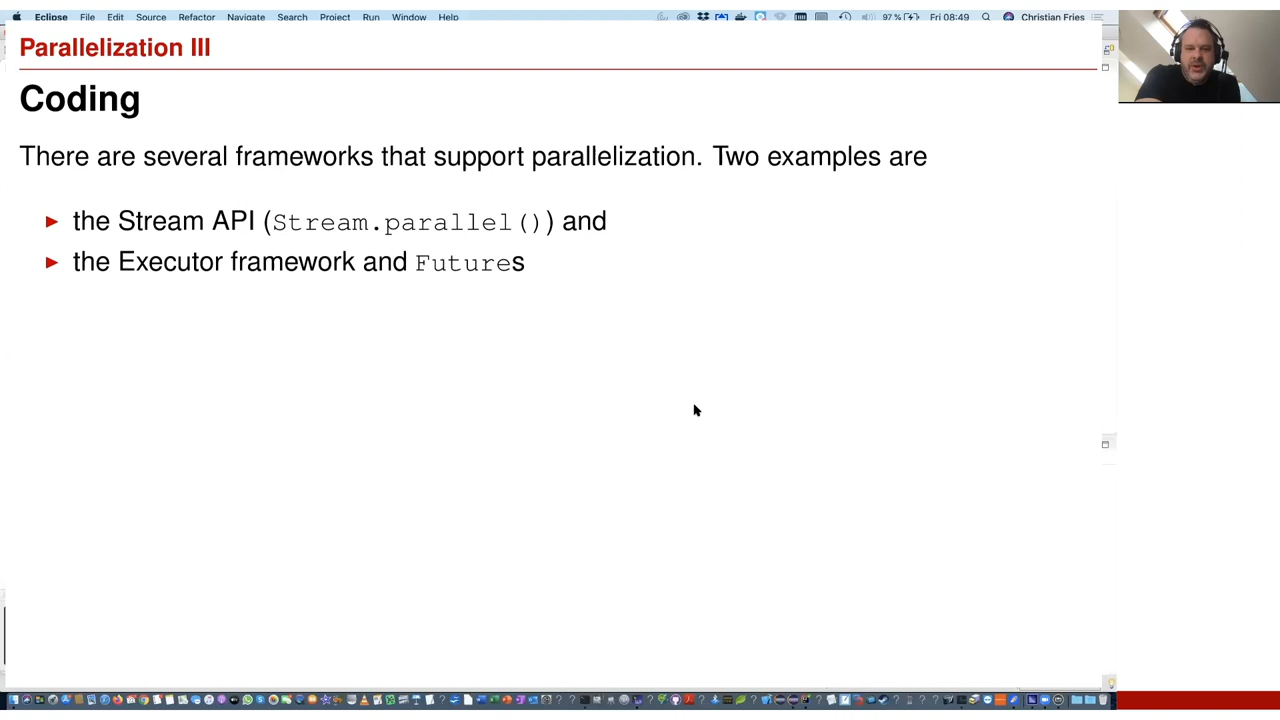 Eclipse File Edit Source Refactor Navigate Search Project Run Window Help 97% Fri 08:49 Christian Fries
Parallelization III
Coding
There are several frameworks that support parallelization. Two examples are
the Stream API (Stream.parallel()) and
the Executor framework and Futures